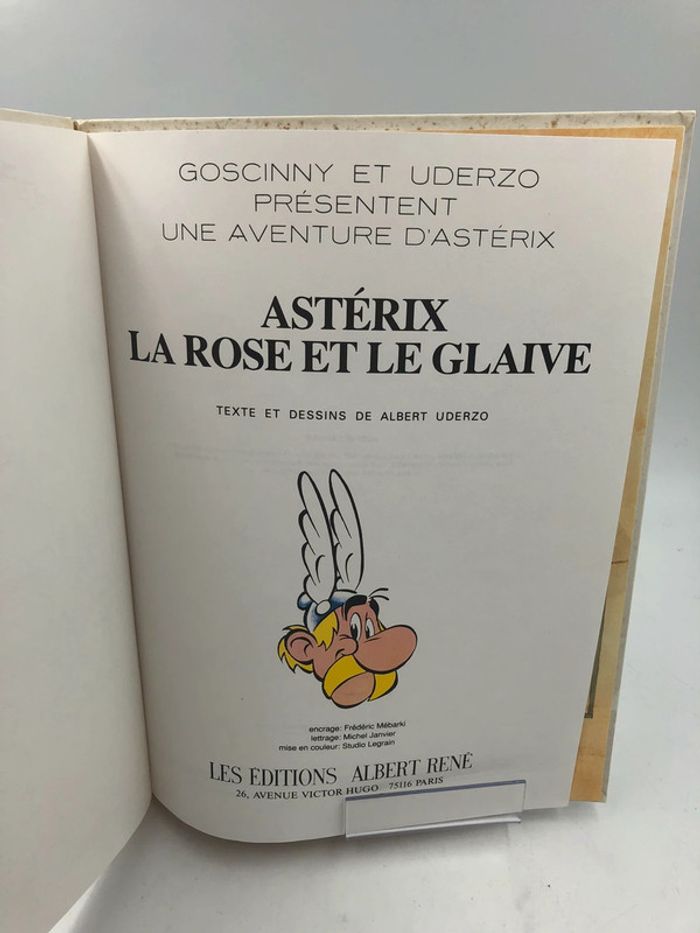 GOSCINNY ET UDERZO
PRÉSENTENT
UNE AVENTURE D'ASTÉRIX
ASTÉRIX
LA ROSE ET LE GLAIVE
TEXTE ET DESSINS DE ALBERT UDERZO
encrage: Frédéric Mébarki
lettrage: Michel Janvier
mise en couleur: Studio Legrain
LES ÉDITIONS ALBERT RENÉ
26, AVENUE VICTOR HUGO 75116 PARIS